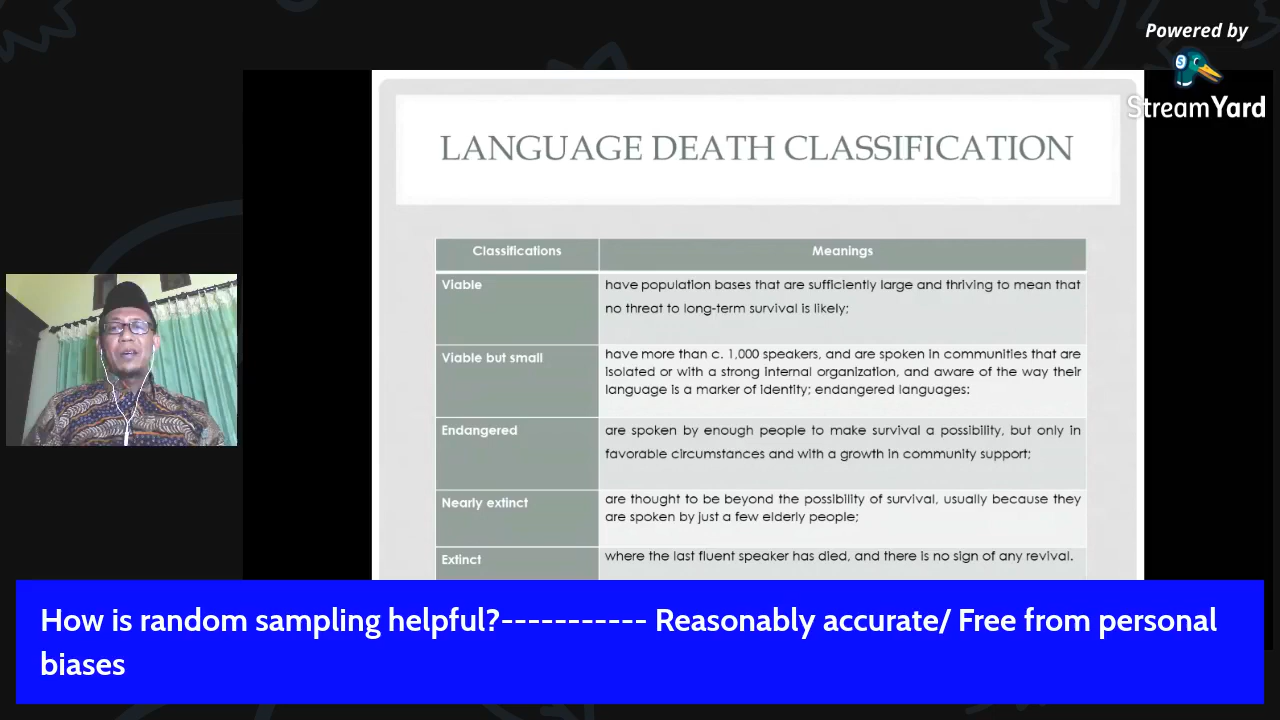 Powered by
StreamYard
LANGUAGE DEATH CLASSIFICATION
Classifications Meanings
Viable have population bases that are sufficiently large and thriving to mean that
no threat to long-term survival is likely;
Viable but small have more than c. 1,000 speakers, and are spoken in communities that are
isolated or with a strong internal organization, and aware of the way their
language is a marker of identity; endangered languages:
Endangered are spoken by enough people to make survival a possibility, but only in
favorable circumstances and with a growth in community support;
Nearly extinct are thought to be beyond the possibility of survival, usually because they
are spoken by just a few elderly people;
Extinct where the last fluent speaker has died, and there is no sign of any revival.
How is random sampling helpful?----------- Reasonably accurate/ Free from personal
biases